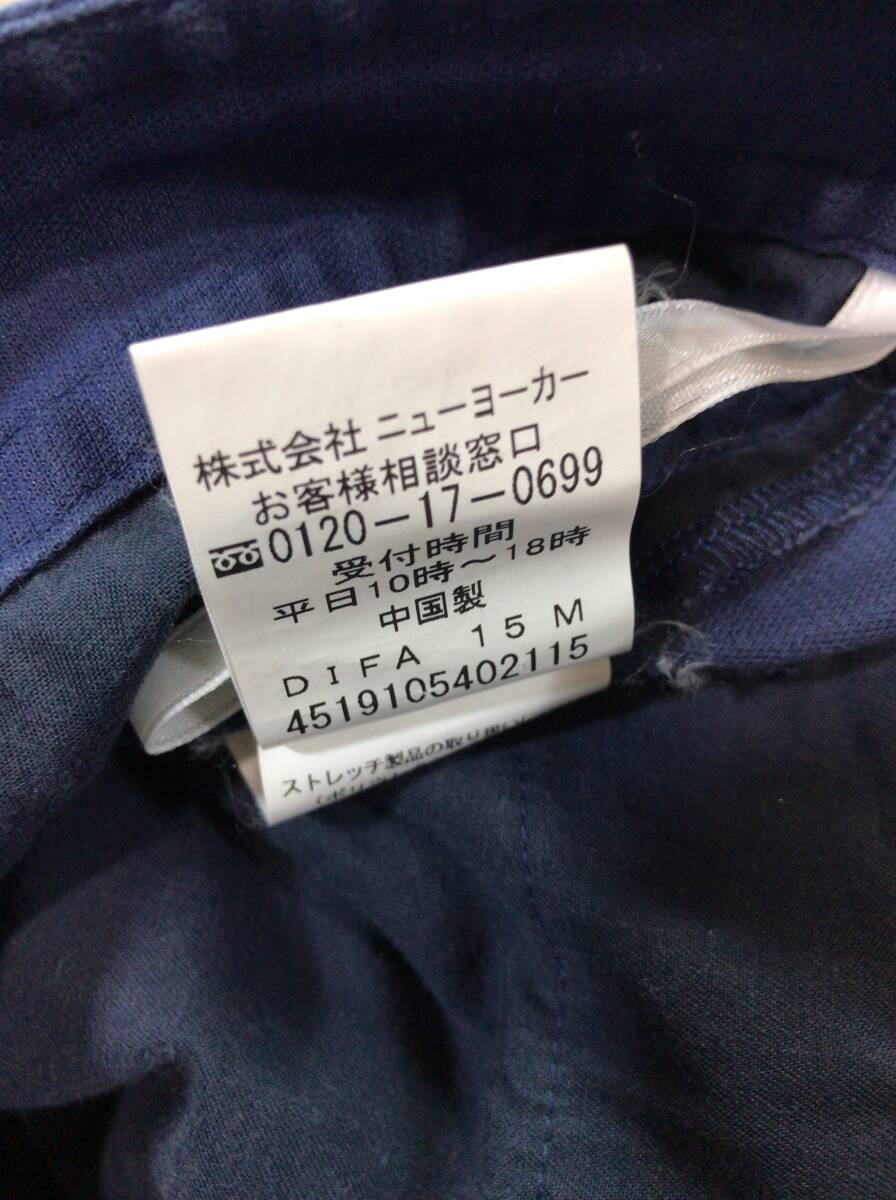 株式会社 ニューヨーカー
お客様相談窓口
0120-17-0699
受付時間
平日10時～18時
中国製
DIFA 15 M
4519105402115
ストレッチ製品の取り扱い